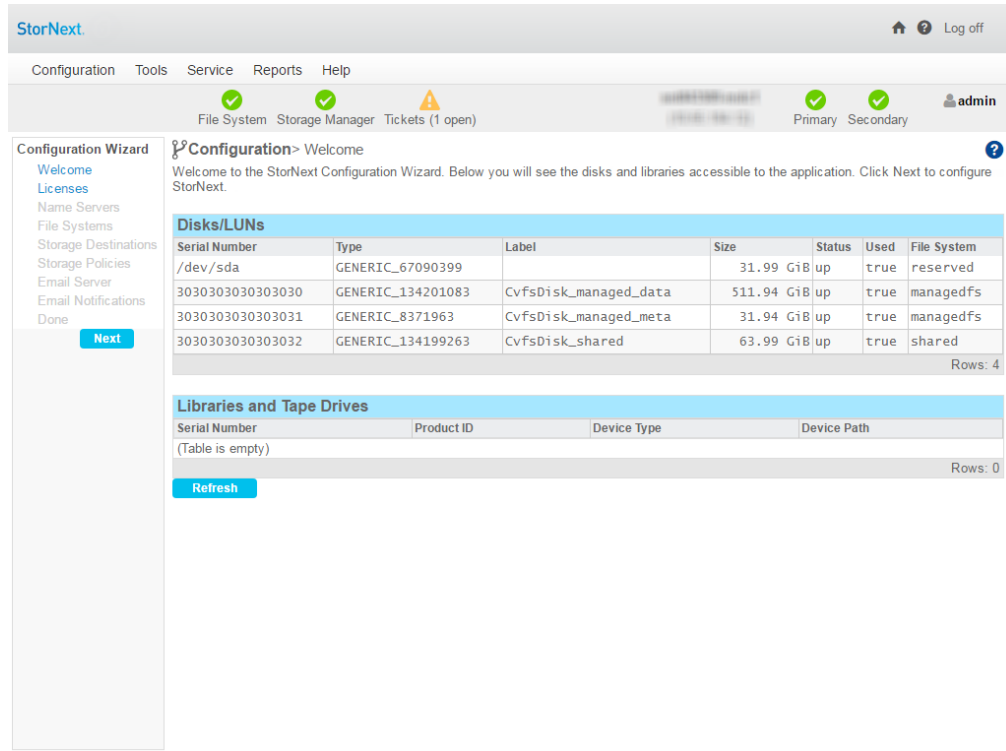 StorNext.
Log off
Configuration Tools Service Reports Help
File System Storage Manager Tickets (1 open) Primary Secondary admin
Configuration Wizard
Welcome
Licenses
Name Servers
File Systems
Storage Destinations
Storage Policies
Email Server
Email Notifications
Done
Next
Configuration> Welcome
Welcome to the StorNext Configuration Wizard. Below you will see the disks and libraries accessible to the application. Click Next to configure
StorNext.
Disks/LUNs
Serial Number Type Label Size Status Used File System
/dev/sda GENERIC_67090399 31.99 GiB up true reserved
3030303030303030 GENERIC_134201083 CvfsDisk_managed_data 511.94 GiB up true managedfs
3030303030303031 GENERIC_8371963 CvfsDisk_managed_meta 31.94 GiB up true managedfs
3030303030303032 GENERIC_134199263 CvfsDisk_shared 63.99 GiB up true shared
Rows: 4
Libraries and Tape Drives
Serial Number Product ID Device Type Device Path
(Table is empty)
Rows: 0
Refresh